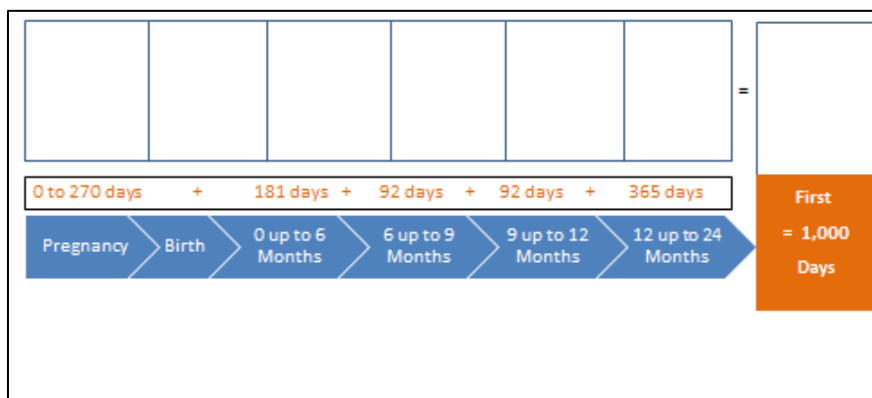 =
0 to 270 days + 181 days + 92 days + 92 days + 365 days
Pregnancy
Birth
0 up to 6
Months
6 up to 9
Months
9 up to 12
Months
12 up to 24
Months
First
= 1,000
Days